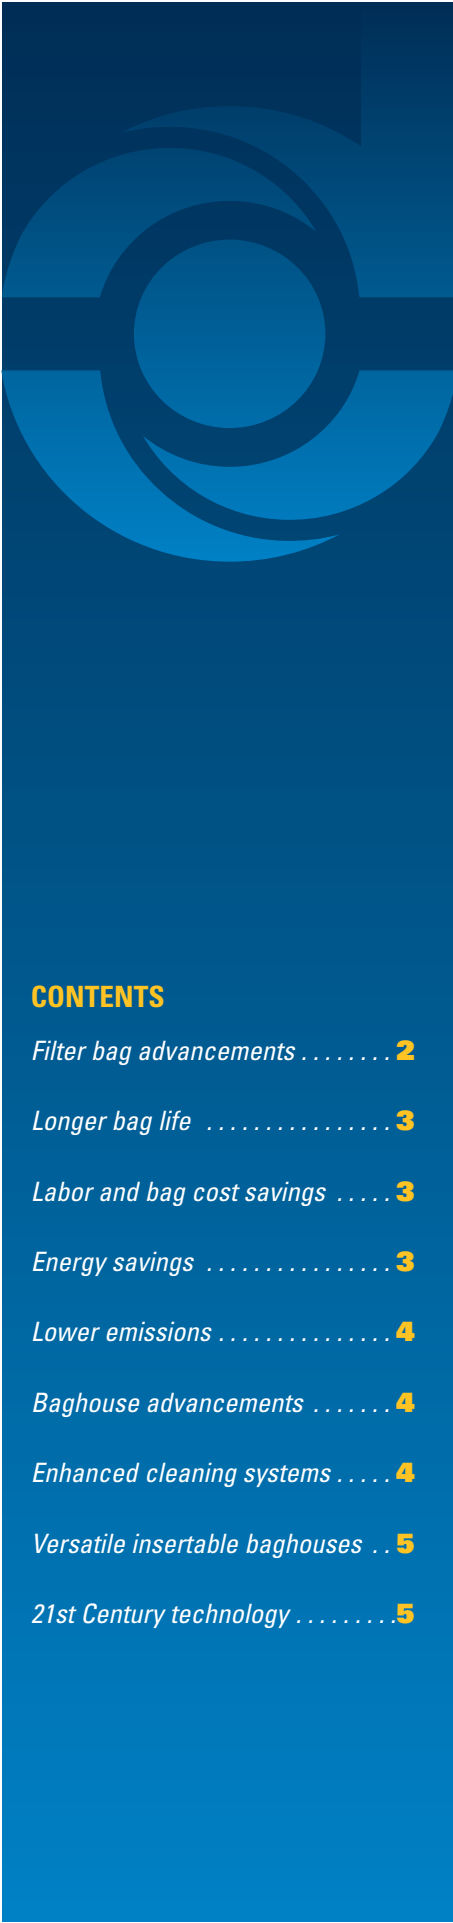 CONTENTS
Filter bag advancements . . . . . . . . 2
Longer bag life . . . . . . . . . . . . . . . . 3
Labor and bag cost savings . . . . . 3
Energy savings . . . . . . . . . . . . . . . . 3
Lower emissions . . . . . . . . . . . . . . . 4
Baghouse advancements . . . . . . . 4
Enhanced cleaning systems . . . . . 4
Versatile insertable baghouses . . 5
21st Century technology . . . . . . . . .5